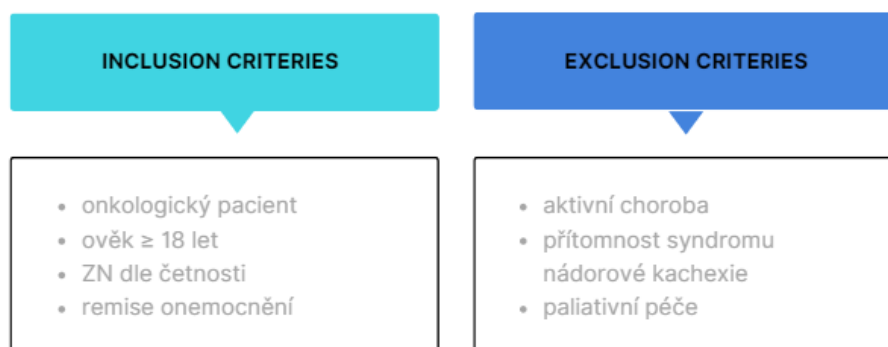 INCLUSION CRITERIES
• onkologický pacient
• ověk ≥ 18 let
• ZN dle četnosti
• remise onemocnění
EXCLUSION CRITERIES
• aktivní choroba
• přítomnost syndromu
nádorové kachexie
• paliativní péče